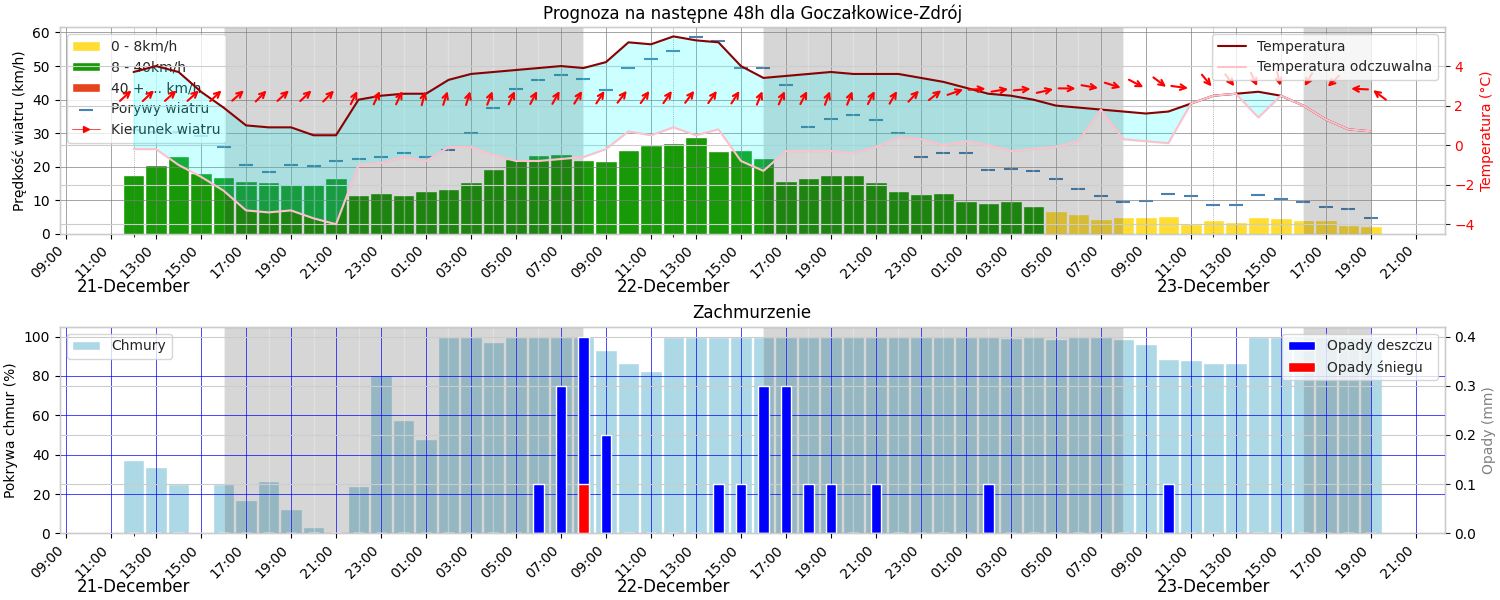 Prognoza na następne 48h dla Goczałkowice-Zdrój
Prędkość wiatru (km/h)
60
50
40
30
20
10
0
0 - 8km/h
8 - 40km/h
40 + ... km/h
Porywy wiatru
Kierunek wiatru
Temperatura
Temperatura odczuwalna
4
2
0
−2
−4
Temperatura (°C)
09:00 11:00 13:00 15:00 17:00 19:00 21:00 23:00 01:00 03:00 05:00 07:00 09:00 11:00 13:00 15:00 17:00 19:00 21:00 23:00 01:00 03:00 05:00 07:00 09:00 11:00 13:00 15:00 17:00 19:00 21:00
21-December 22-December 23-December
Zachmurzenie
Pokrywa chmur (%)
100
80
60
40
20
0
Chmury
Opady deszczu
Opady śniegu
0.4
0.3
0.2
0.1
0.0
Opady (mm)
09:00 11:00 13:00 15:00 17:00 19:00 21:00 23:00 01:00 03:00 05:00 07:00 09:00 11:00 13:00 15:00 17:00 19:00 21:00 23:00 01:00 03:00 05:00 07:00 09:00 11:00 13:00 15:00 17:00 19:00 21:00
21-December 22-December 23-December